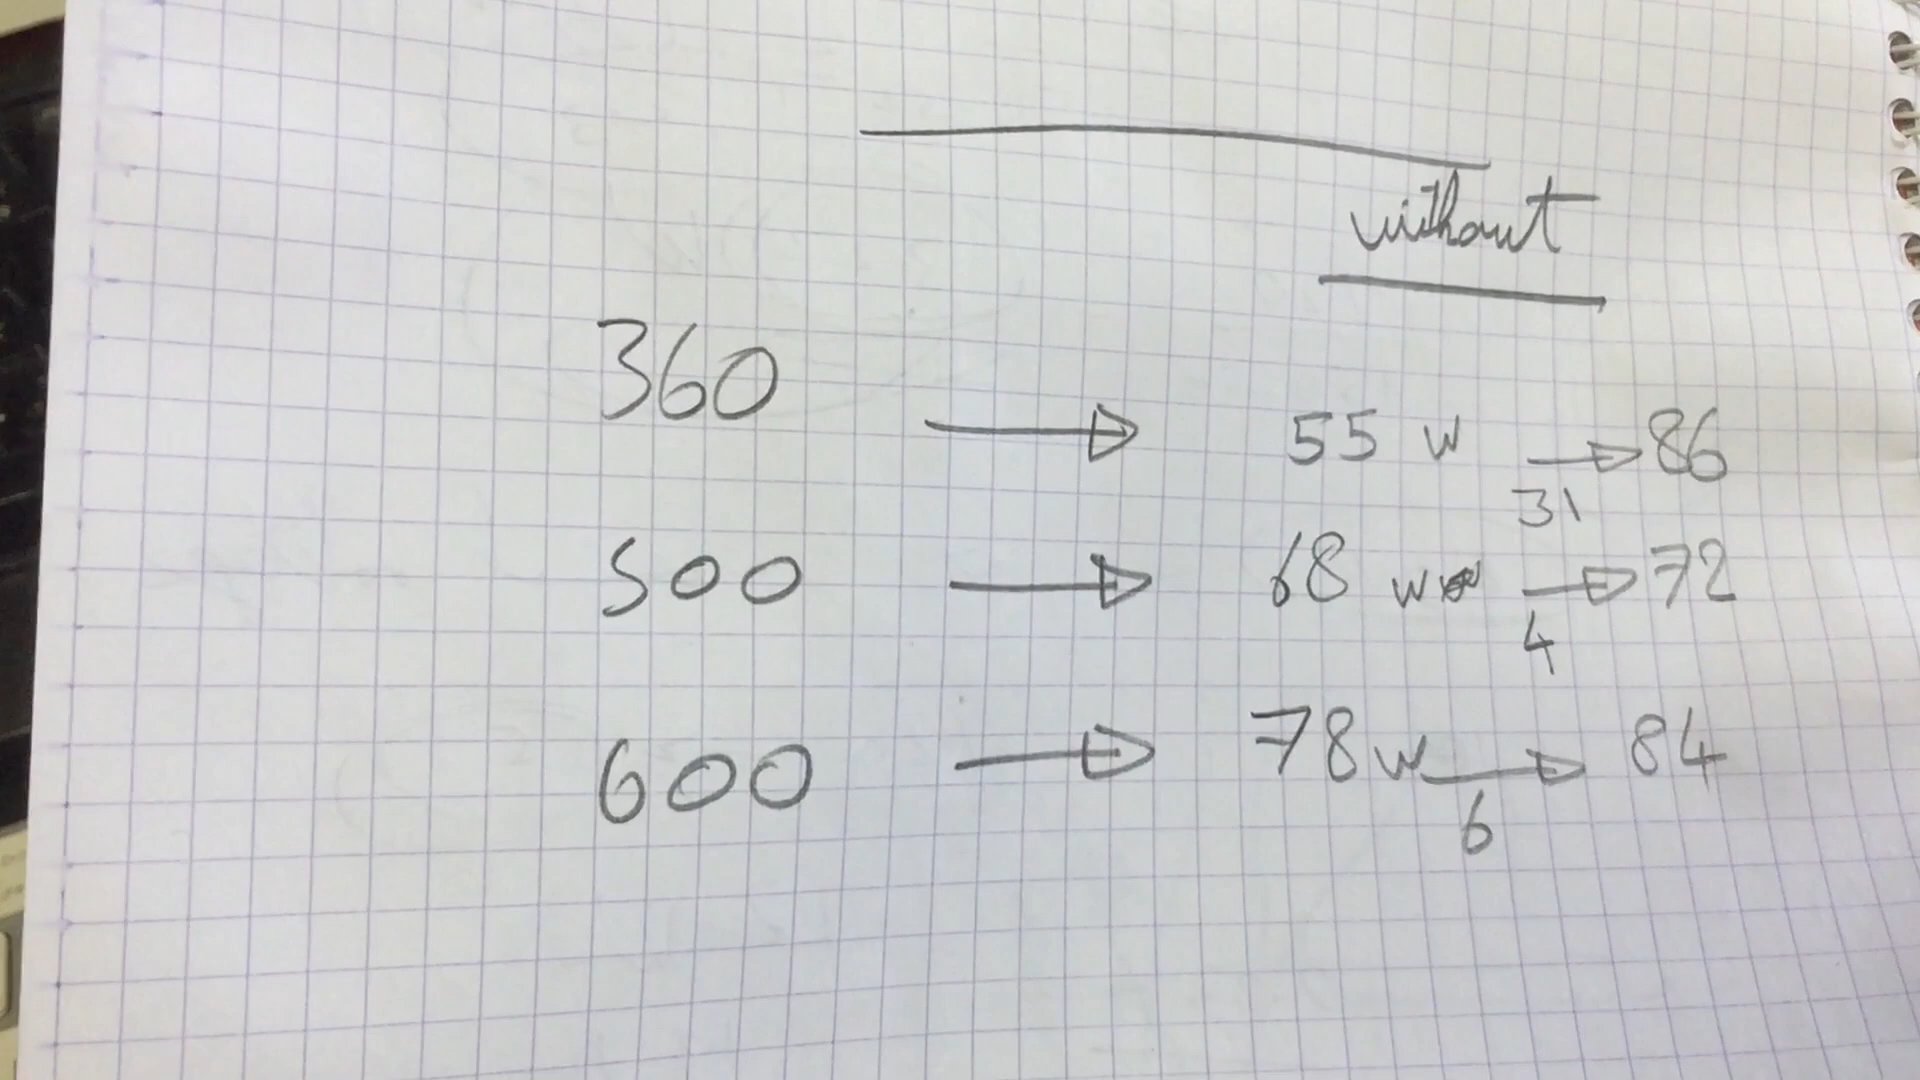 without
360 → 55 w → 86
31
500 → 68 w → 72
4
600 → 78 w → 84
6